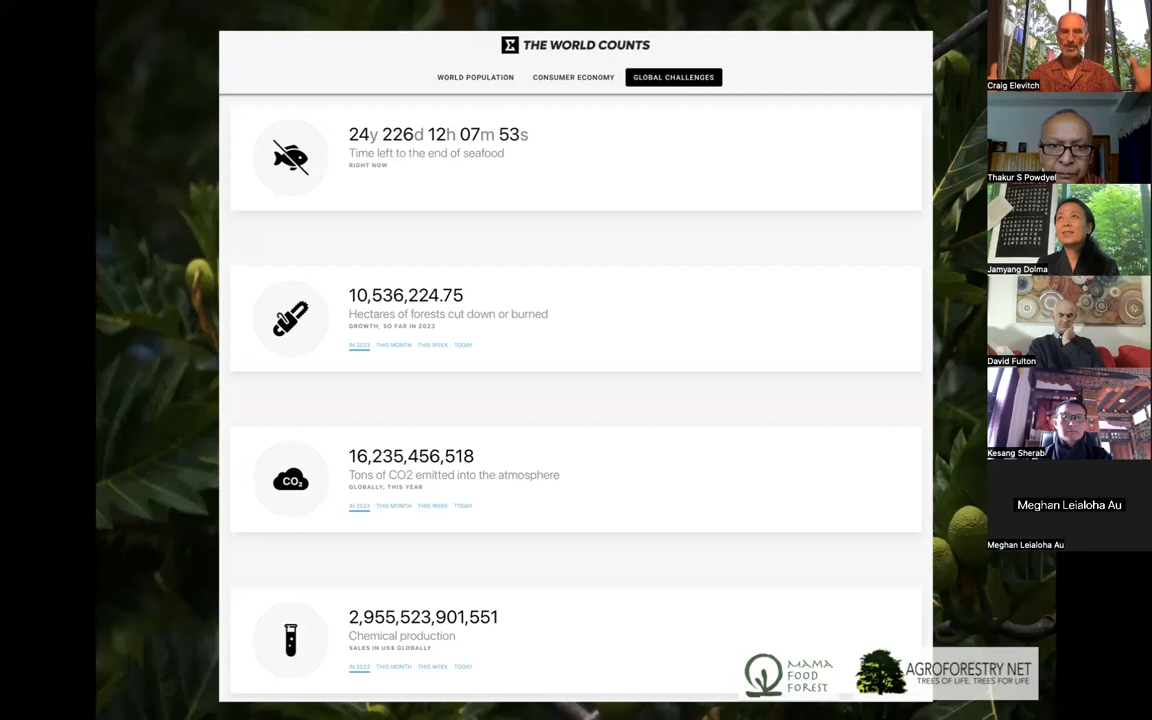 THE WORLD COUNTS
WORLD POPULATION CONSUMER ECONOMY GLOBAL CHALLENGES
24y 226d 12h 07m 53s
Time left to the end of seafood
RIGHT NOW
10,536,224.75
Hectares of forests cut down or burned
GROWTH, SO FAR IN 2023
IN 2023 THIS MONTH THIS WEEK TODAY
CO2
16,235,456,518
Tons of CO2 emitted into the atmosphere
GLOBALLY, THIS YEAR
IN 2023 THIS MONTH THIS WEEK TODAY
2,955,523,901,551
Chemical production
SALES IN US$ GLOBALLY
IN 2023 THIS MONTH THIS WEEK TODAY
MAMA
FOOD
FOREST
AGROFORESTRY NET
TREES OF LIFE, TREES FOR LIFE
Craig Elevitch
Thakur S Powdyel
Jamyang Dolma
David Fulton
Kesang Sherab
Meghan Leialoha Au
Meghan Leialoha Au